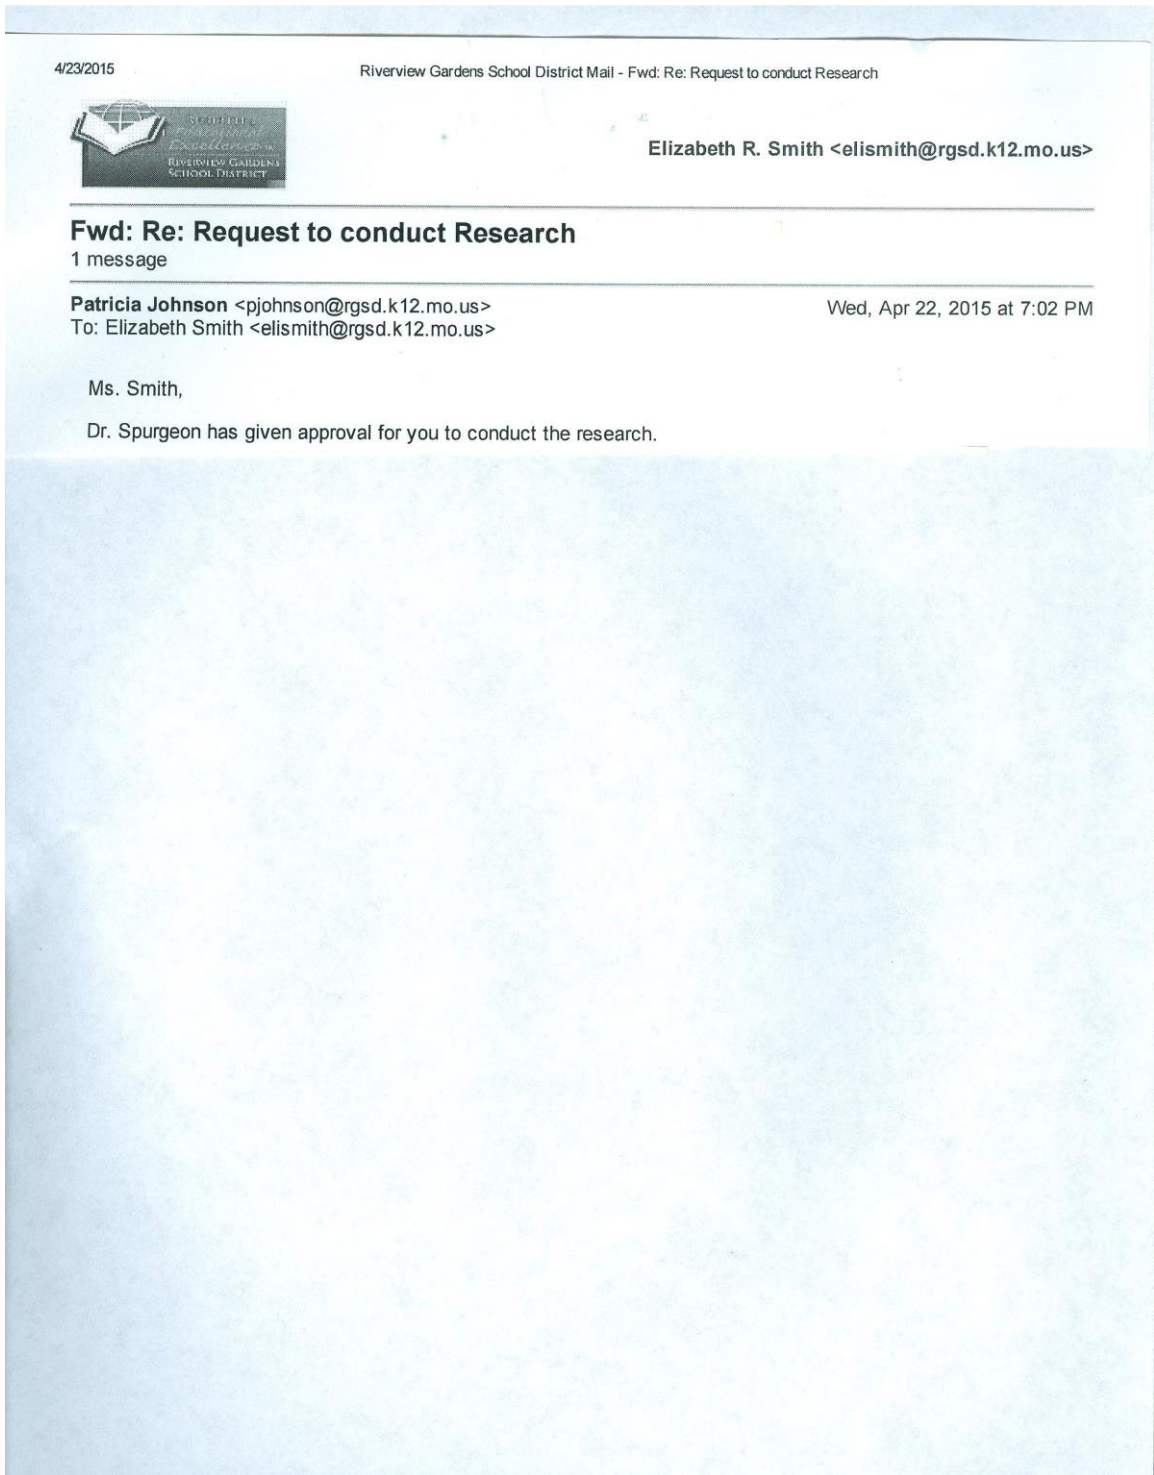 4/23/2015
Riverview Gardens School District Mail - Fwd: Re: Request to conduct Research
Excellence
RIVERVIEW GARDENS
SCHOOL DISTRICT
Elizabeth R. Smith <elismith@rgsd.k12.mo.us>
Fwd: Re: Request to conduct Research
1 message
Patricia Johnson <pjohnson@rgsd.k12.mo.us>
Wed, Apr 22, 2015 at 7:02 PM
To: Elizabeth Smith <elismith@rgsd.k12.mo.us>
Ms. Smith,
Dr. Spurgeon has given approval for you to conduct the research.